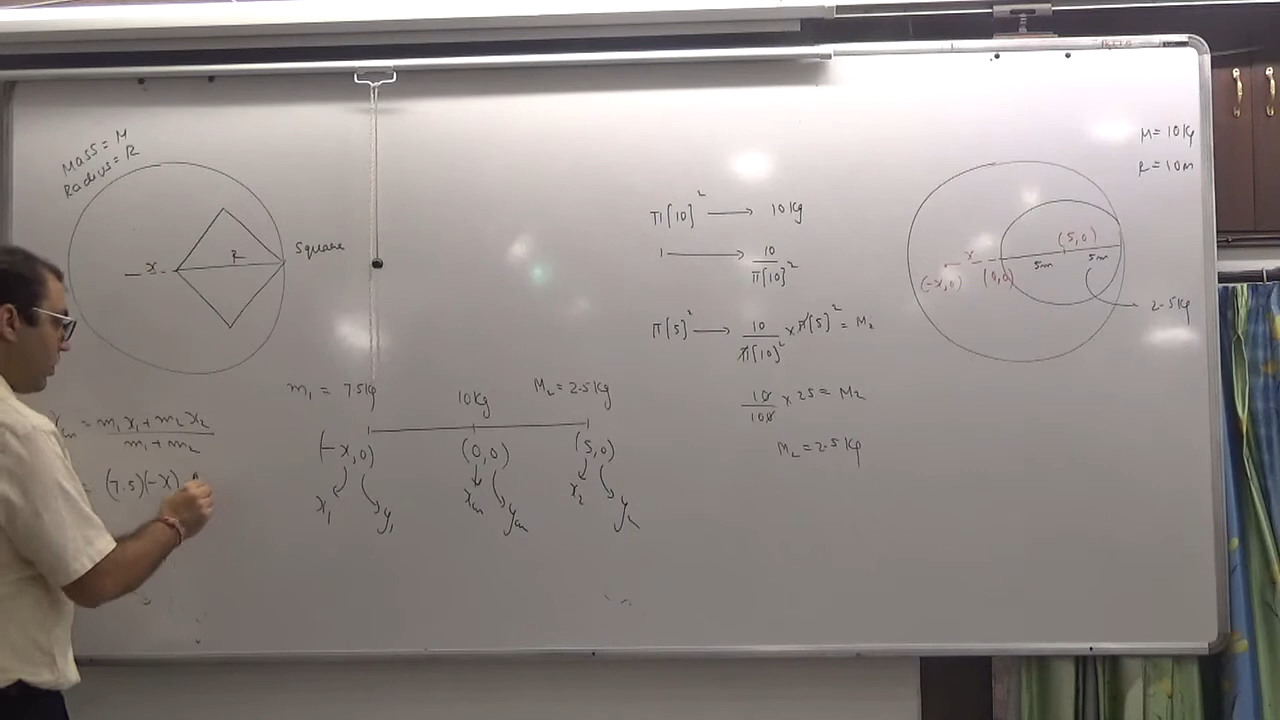 Mass = M
Radius = R
x
R
Square
π[10]² → 10 Kg
1 → 10/π[10]²
π[5]² → 10/π[10]² × π[5]² = M₂
10/100 × 25 = M₂
M₂ = 2.5 Kg
M = 10 Kg
R = 10 m
(5,0)
x
5m
5m
(-x,0)
(0,0)
2.5 Kg
m₁ = 7.5 Kg
10 Kg
M₂ = 2.5 Kg
(-x,0)
(0,0)
(5,0)
x₁ y₁
xcm ycm
x₂ y₂
Xcm = m₁x₁ + m₂x₂ / m₁ + m₂
= (7.5)(-x)